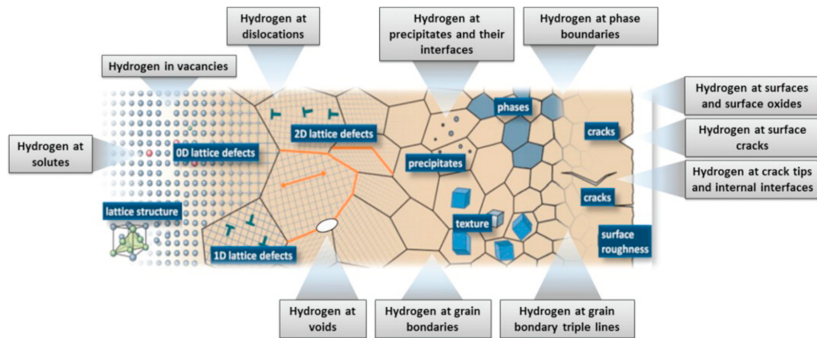 Hydrogen at
dislocations
Hydrogen at
precipitates and their
interfaces
Hydrogen at phase
boundaries
Hydrogen in vacancies
Hydrogen at surfaces
and surface oxides
Hydrogen at surface
cracks
Hydrogen at crack tips
and internal interfaces
Hydrogen at
solutes
phases
2D lattice defects
cracks
0D lattice defects
precipitates
cracks
lattice structure
texture
surface
roughness
1D lattice defects
Hydrogen at
voids
Hydrogen at grain
bondaries
Hydrogen at grain
bondary triple lines